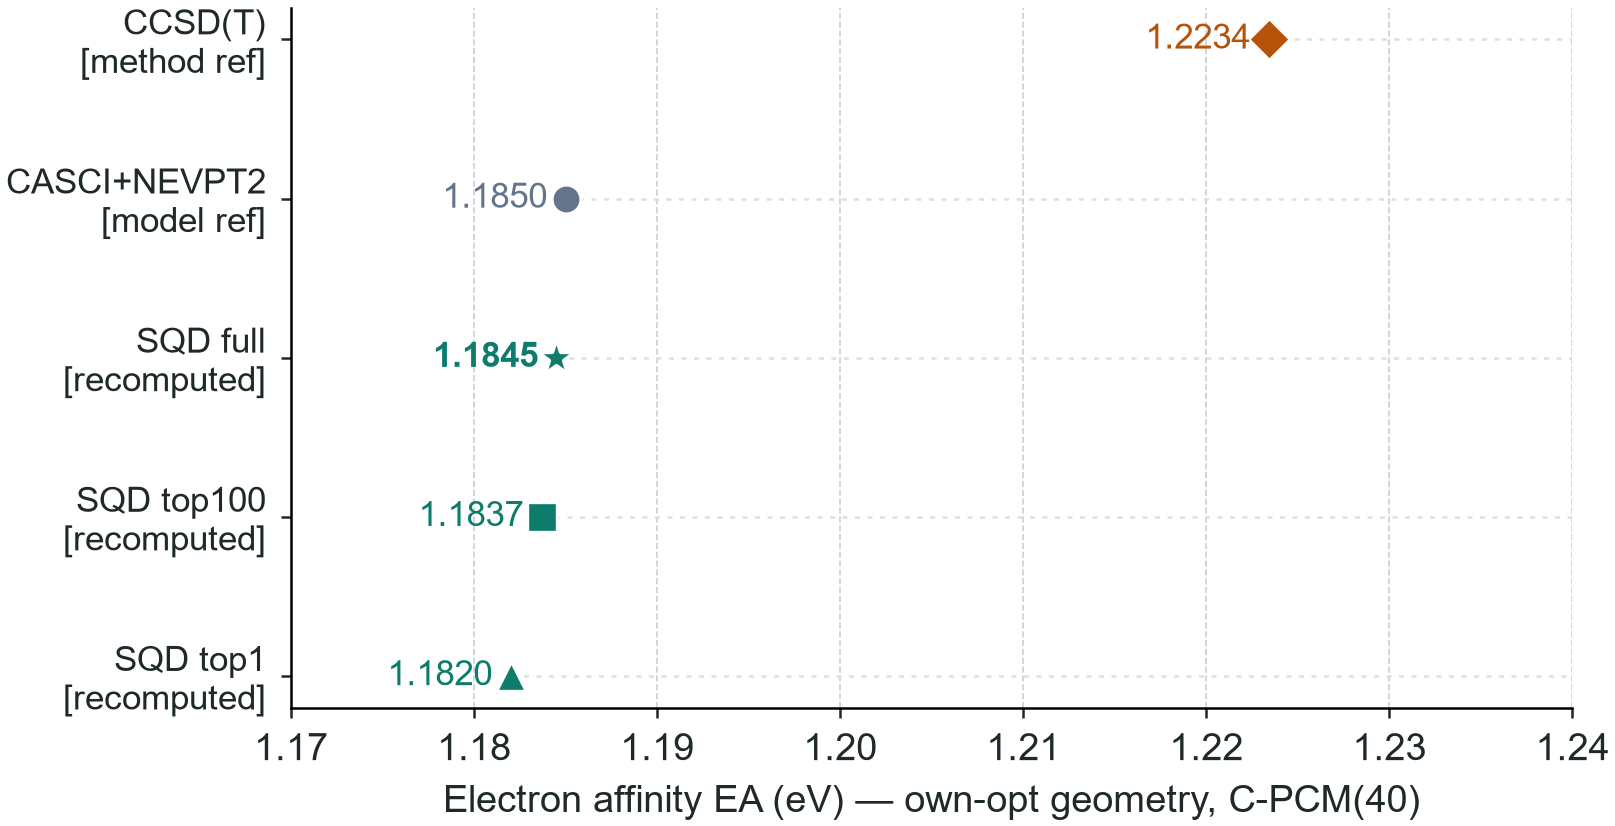 CCSD(T)
[method ref]
1.2234
CASCI+NEVPT2
[model ref]
1.1850
SQD full
[recomputed]
1.1845
SQD top100
[recomputed]
1.1837
SQD top1
[recomputed]
1.1820
1.17 1.18 1.19 1.20 1.21 1.22 1.23 1.24
Electron affinity EA (eV) — own-opt geometry, C-PCM(40)